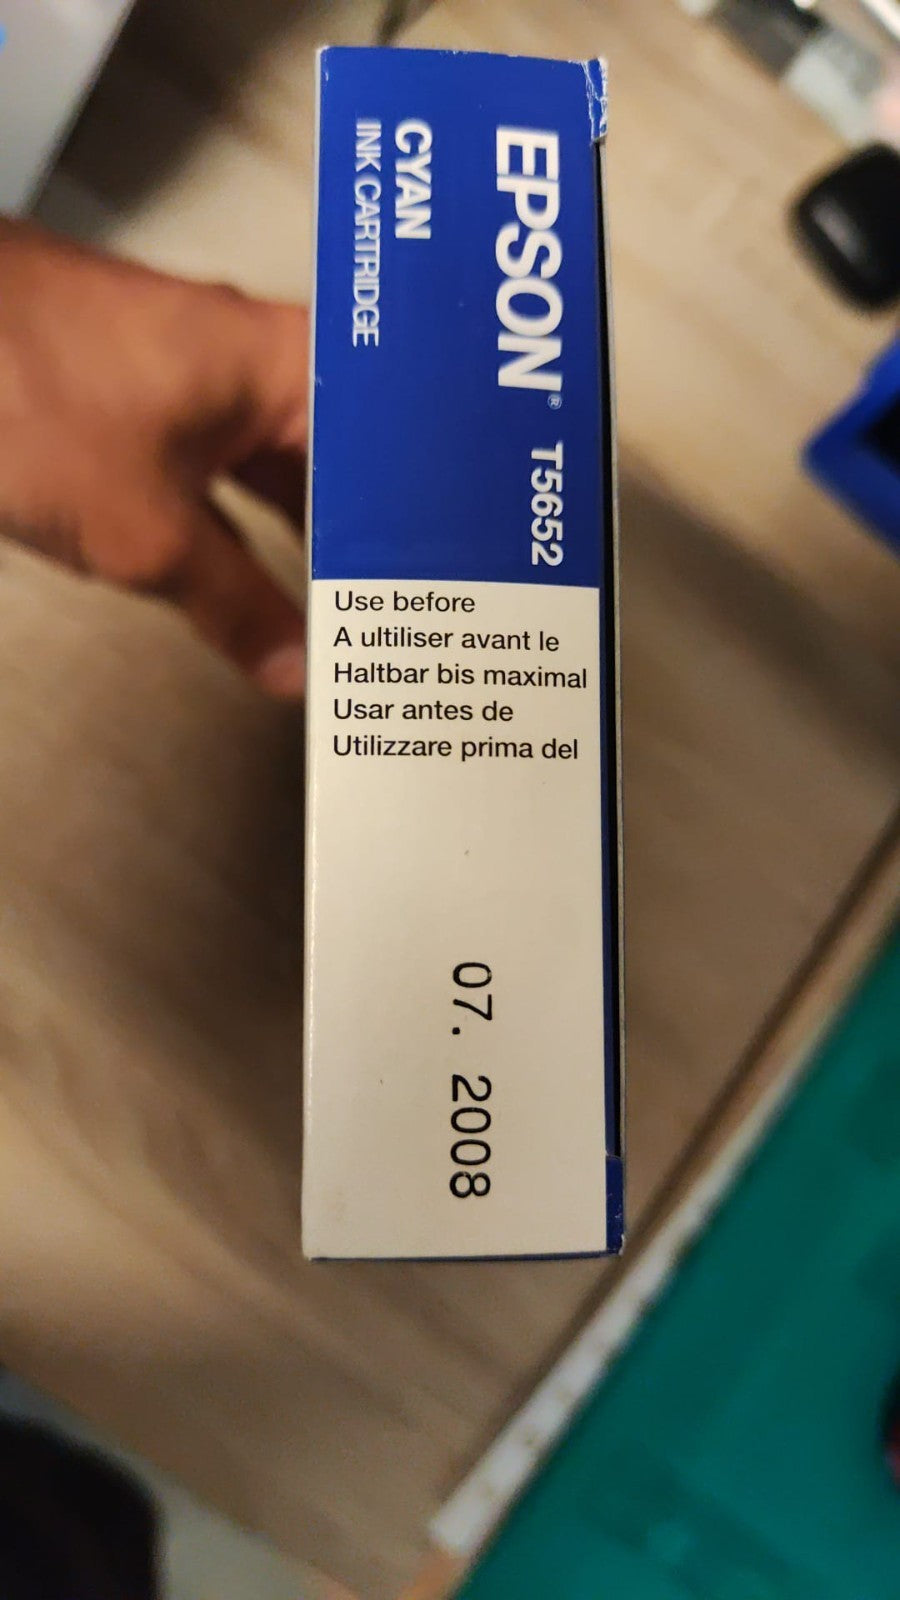 EPSON® T5652
CYAN
INK CARTRIDGE
Use before
A ultiliser avant le
Haltbar bis maximal
Usar antes de
Utilizzare prima del
07. 2008